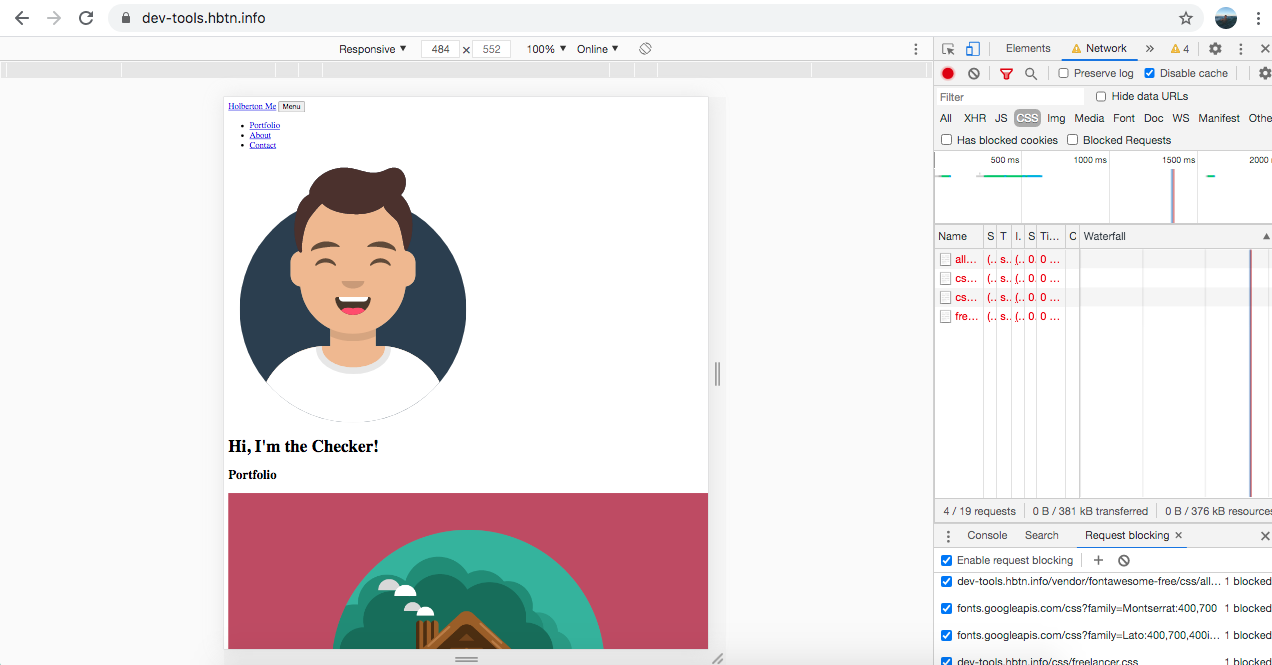 dev-tools.hbtn.info
Responsive ▼ 484 × 552 100% ▼ Online ▼
Elements Network » 4
Preserve log Disable cache
Filter Hide data URLs
All XHR JS CSS Img Media Font Doc WS Manifest Othe
Has blocked cookies Blocked Requests
500 ms 1000 ms 1500 ms 2000
Name S T I. S Ti... C Waterfall ▲
all... (.. s.. (.. 0. 0 ...
cs... (.. s.. (.. 0. 0 ...
cs... (.. s.. (.. 0. 0 ...
fre... (.. s.. (.. 0. 0 ...
4 / 19 requests 0 B / 381 kB transferred 0 B / 376 kB resources
Console Search Request blocking ×
Enable request blocking
dev-tools.hbtn.info/vendor/fontawesome-free/css/all... 1 blocked
fonts.googleapis.com/css?family=Montserrat:400,700 1 blocked
fonts.googleapis.com/css?family=Lato:400,700,400i... 1 blocked
dev-tools.hbtn.info/css/freelancer.css 1 blocked
Holberton Me Menu
• Portfolio
• About
• Contact
Hi, I'm the Checker!
Portfolio